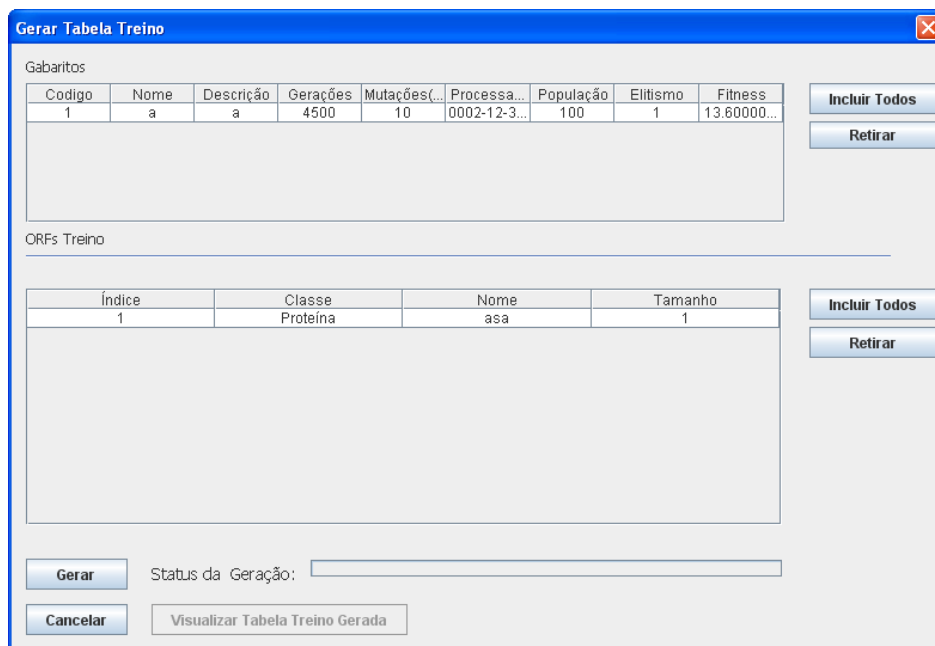 Gerar Tabela Treino
Gabaritos
Codigo Nome Descrição Gerações Mutações(... Processa... População Elitismo Fitness
1 a a 4500 10 0002-12-3... 100 1 13.60000...
Incluir Todos
Retirar
ORFs Treino
Índice Classe Nome Tamanho
1 Proteína asa 1
Incluir Todos
Retirar
Gerar Status da Geração:
Cancelar Visualizar Tabela Treino Gerada